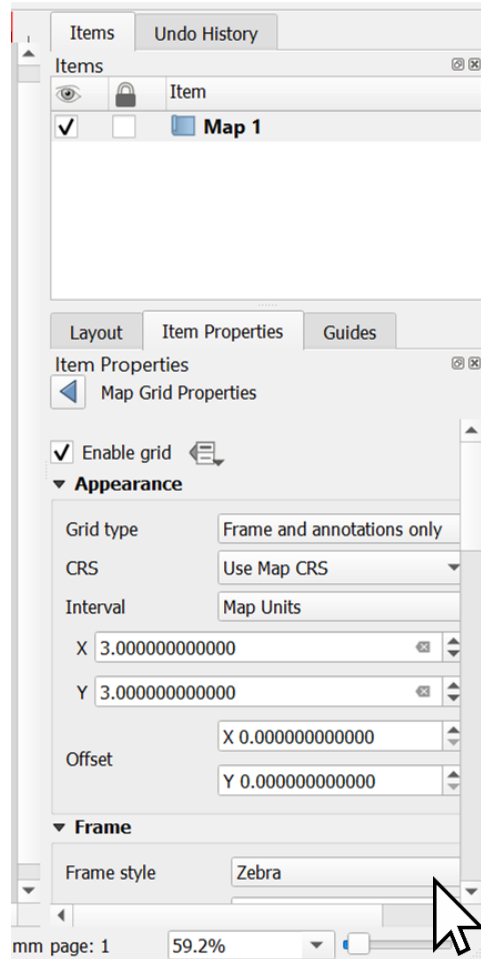 Items Undo History
Items
Item
Map 1
Layout Item Properties Guides
Item Properties
Map Grid Properties
Enable grid
Appearance
Grid type Frame and annotations only
CRS Use Map CRS
Interval Map Units
X 3.000000000000
Y 3.000000000000
X 0.000000000000
Offset
Y 0.000000000000
Frame
Frame style Zebra
mm page: 1 59.2%